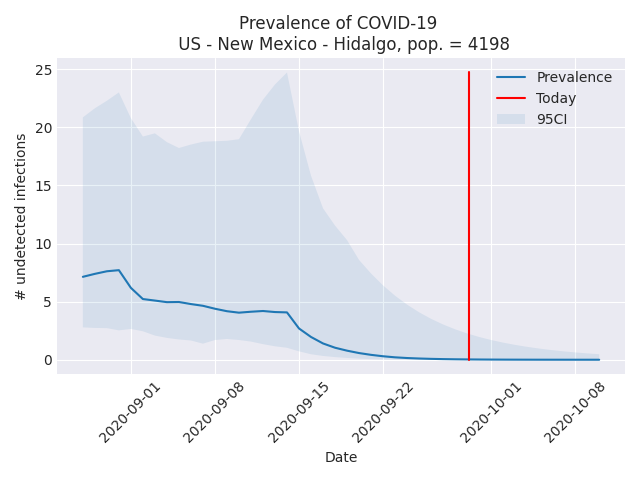 Prevalence of COVID-19
US - New Mexico - Hidalgo, pop. = 4198
25
20
15
10
5
0
# undetected infections
Prevalence
Today
95CI
2020-09-01
2020-09-08
2020-09-15
2020-09-22
2020-10-01
2020-10-08
Date